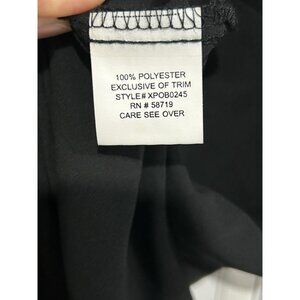 100% POLYESTER
EXCLUSIVE OF TRIM
STYLE# XPOB0245
RN # 58719
CARE SEE OVER